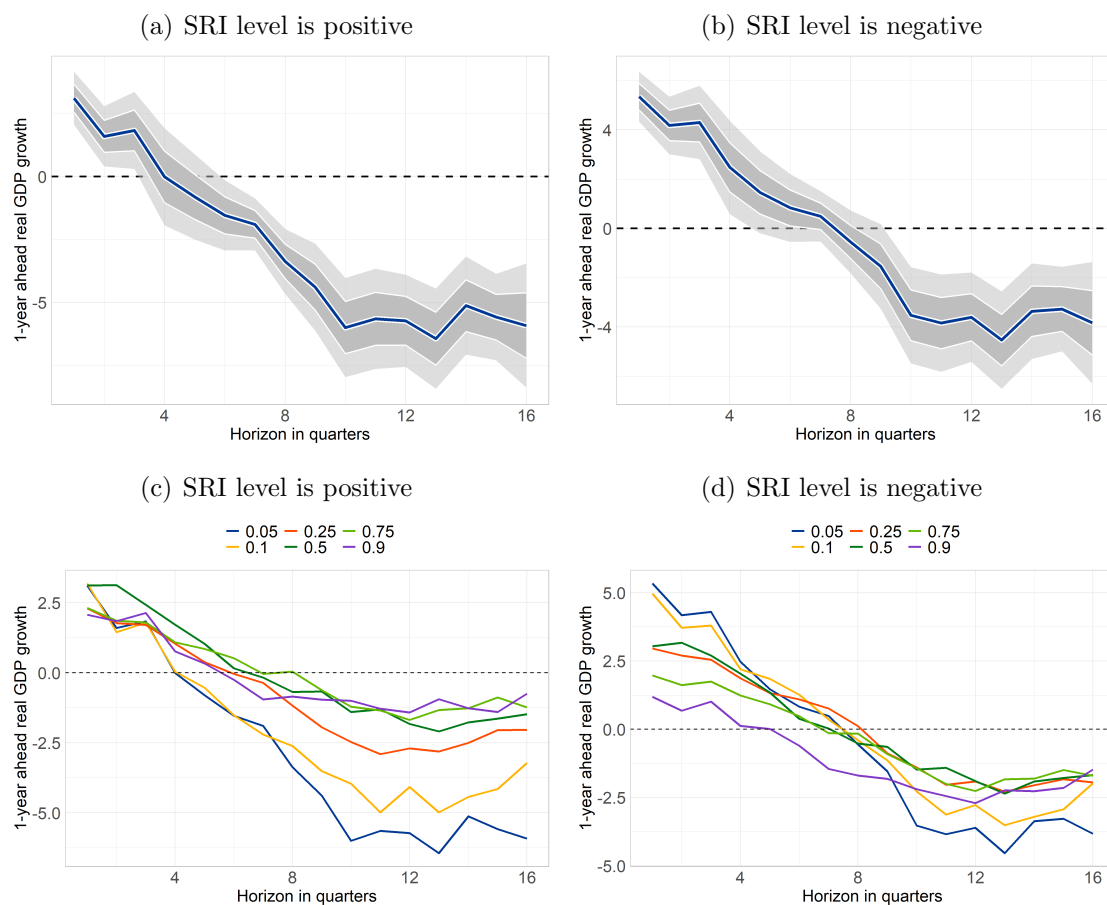 (a) SRI level is positive
1-year ahead real GDP growth
0
-5
4
8
12
16
Horizon in quarters
(b) SRI level is negative
1-year ahead real GDP growth
4
0
-4
4
8
12
16
Horizon in quarters
(c) SRI level is positive
0.05 0.25 0.75
0.1 0.5 0.9
1-year ahead real GDP growth
2.5
0.0
-2.5
-5.0
4
8
12
16
Horizon in quarters
(d) SRI level is negative
0.05 0.25 0.75
0.1 0.5 0.9
1-year ahead real GDP growth
5.0
2.5
0.0
-2.5
-5.0
4
8
12
16
Horizon in quarters